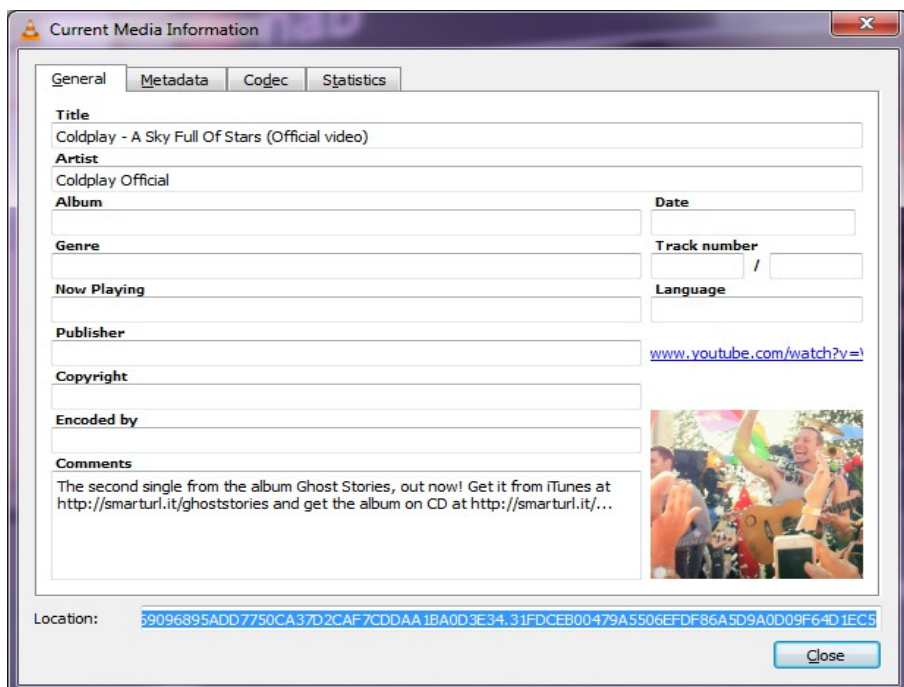 Current Media Information
General Metadata Codec Statistics
Title
Coldplay - A Sky Full Of Stars (Official video)
Artist
Coldplay Official
Album Date
Genre Track number
/
Now Playing Language
Publisher
www.youtube.com/watch?v=
Copyright
Encoded by
Comments
The second single from the album Ghost Stories, out now! Get it from iTunes at
http://smarturl.it/ghoststories and get the album on CD at http://smarturl.it/...
Location: 59096895ADD7750CA37D2CAF7CDDAA1BA0D3E34.31FDCEB00479A5506EFDF86A5D9A0D09F64D1EC5
Close